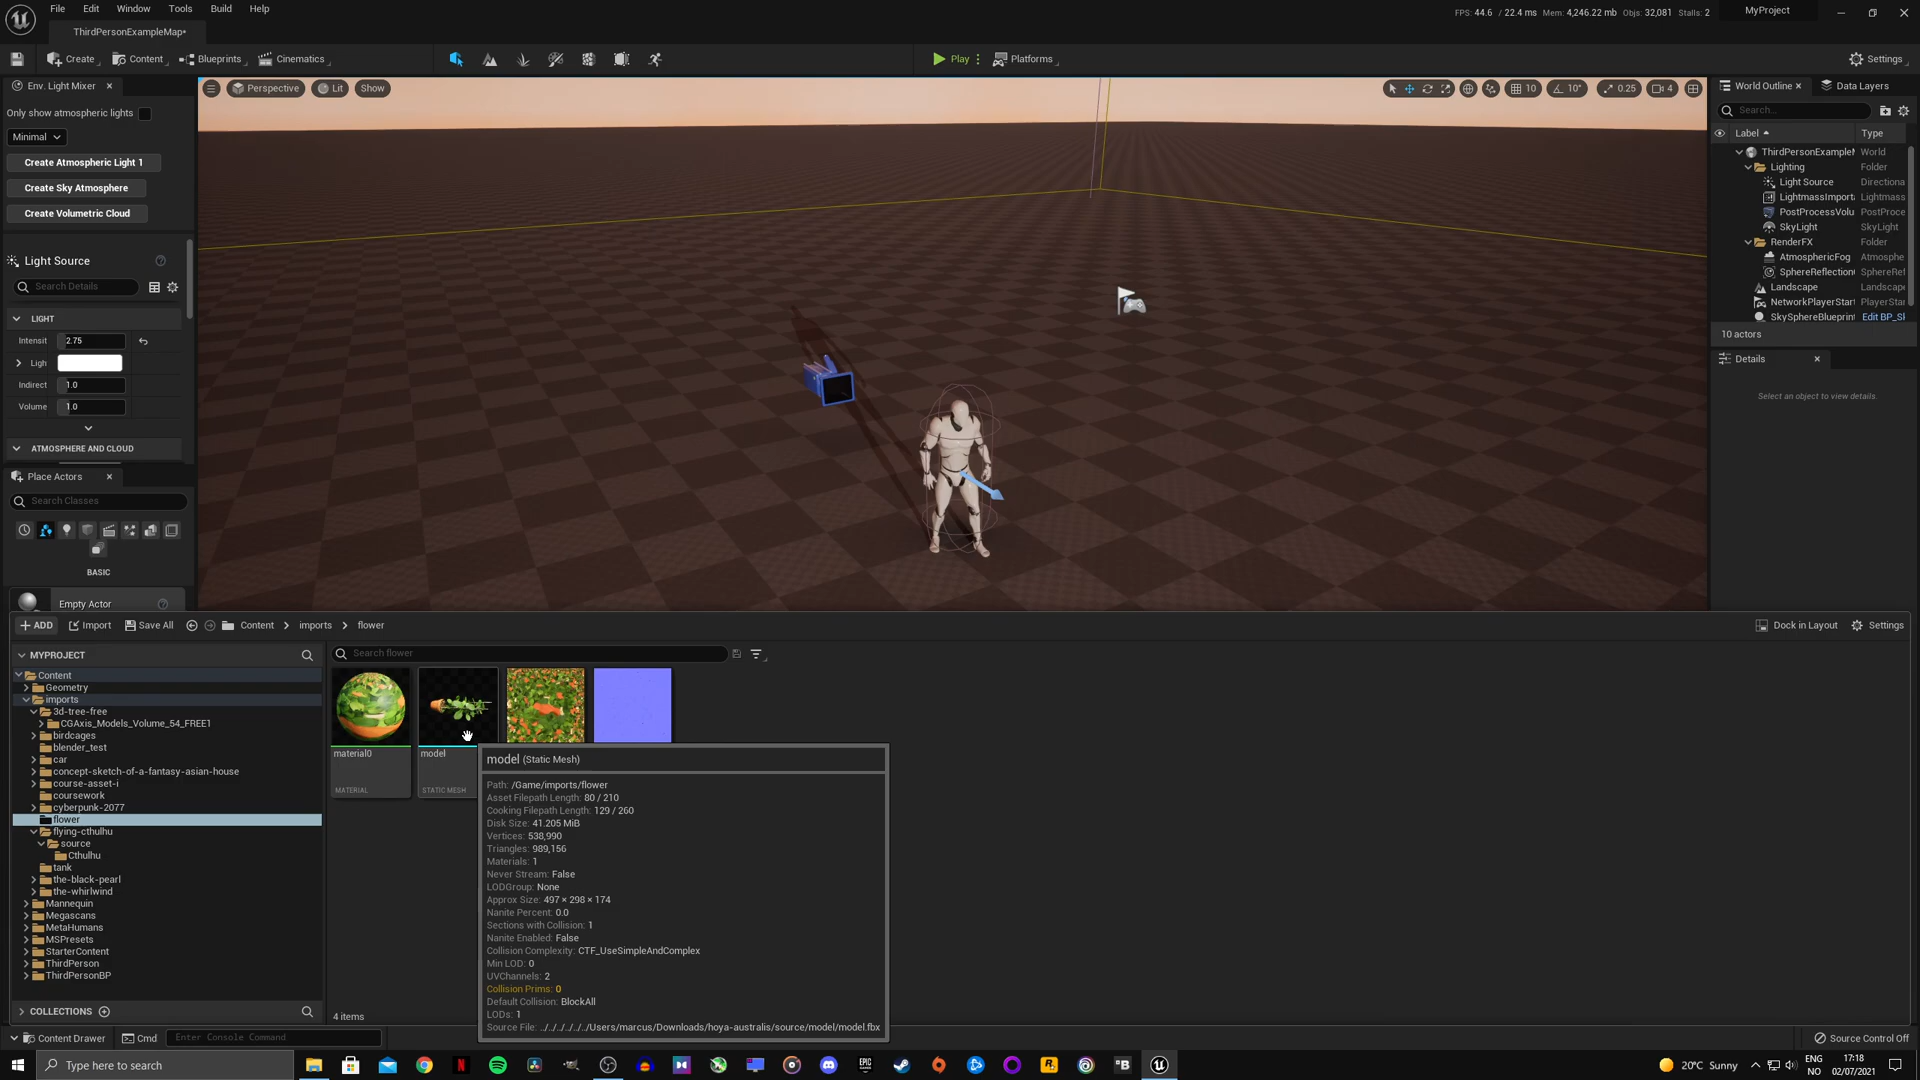 File Edit Window Tools Build Help
FPS: 44.6 / 22.4 ms Mem: 4,246.22 mb Objs: 32,081 Stalls: 2 MyProject
ThirdPersonExampleMap*
Create Content Blueprints Cinematics Play Platforms Settings
Env. Light Mixer
Only show atmospheric lights
Minimal
Create Atmospheric Light 1
Create Sky Atmosphere
Create Volumetric Cloud
Light Source
Search Details
LIGHT
Intensit 2.75
Ligh
Indirect 1.0
Volume 1.0
ATMOSPHERE AND CLOUD
Place Actors
Search Classes
BASIC
Empty Actor
Perspective Lit Show 10 10° 0.25 4
World Outline Data Layers
Search...
Label Type
ThirdPersonExampleM World
Lighting Folder
Light Source Directiona
LightmassImporta Lightmass
PostProcessVolu PostProce
SkyLight SkyLight
RenderFX Folder
AtmosphericFog Atmosphe
SphereReflection SphereRef
Landscape Landscape
NetworkPlayerStar PlayerStar
SkySphereBlueprin Edit BP_Sk
10 actors
Details
Select an object to view details.
ADD Import Save All Content imports flower Dock in Layout Settings
MYPROJECT
Content
Geometry
imports
3d-tree-free
CGAxis_Models_Volume_54_FREE1
birdcages
blender_test
car
concept-sketch-of-a-fantasy-asian-house
course-asset-i
coursework
cyberpunk-2077
flower
flying-cthulhu
source
Cthulhu
tank
the-black-pearl
the-whirlwind
Mannequin
Megascans
MetaHumans
MSPresets
StarterContent
ThirdPerson
ThirdPersonBP
COLLECTIONS
Search flower
material0
MATERIAL
model
STATIC MESH
4 items
model (Static Mesh)
Path: /Game/imports/flower
Asset Filepath Length: 80 / 210
Cooking Filepath Length: 129 / 260
Disk Size: 41.205 MiB
Vertices: 538,990
Triangles: 989,156
Materials: 1
Never Stream: False
LODGroup: None
Approx Size: 497 × 298 × 174
Nanite Percent: 0.0
Sections with Collision: 1
Nanite Enabled: False
Collision Complexity: CTF_UseSimpleAndComplex
Min LOD: 0
UVChannels: 2
Collision Prims: 0
Default Collision: BlockAll
LODs: 1
Source File: ../../../../../../Users/marcus/Downloads/hoya-australis/source/model/model.fbx
Content Drawer Cmd Enter Console Command Source Control Off
Type here to search
20°C Sunny
ENG
NO
17:18
02/07/2021